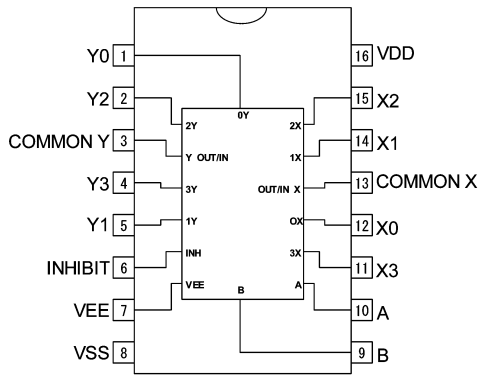 Y0 1
16 VDD
0Y
Y2 2
15 X2
2Y
2X
COMMON Y 3
14 X1
Y OUT/IN
1X
Y3 4
13 COMMON X
3Y
OUT/IN X
Y1 5
12 X0
1Y
OX
INHIBIT 6
11 X3
INH
3X
VEE 7
10 A
VEE
B
A
VSS 8
9 B